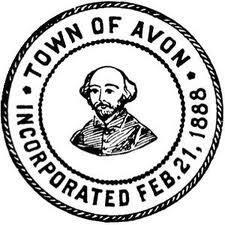 TOWN OF AVON
INCORPORATED FEB. 21, 1888